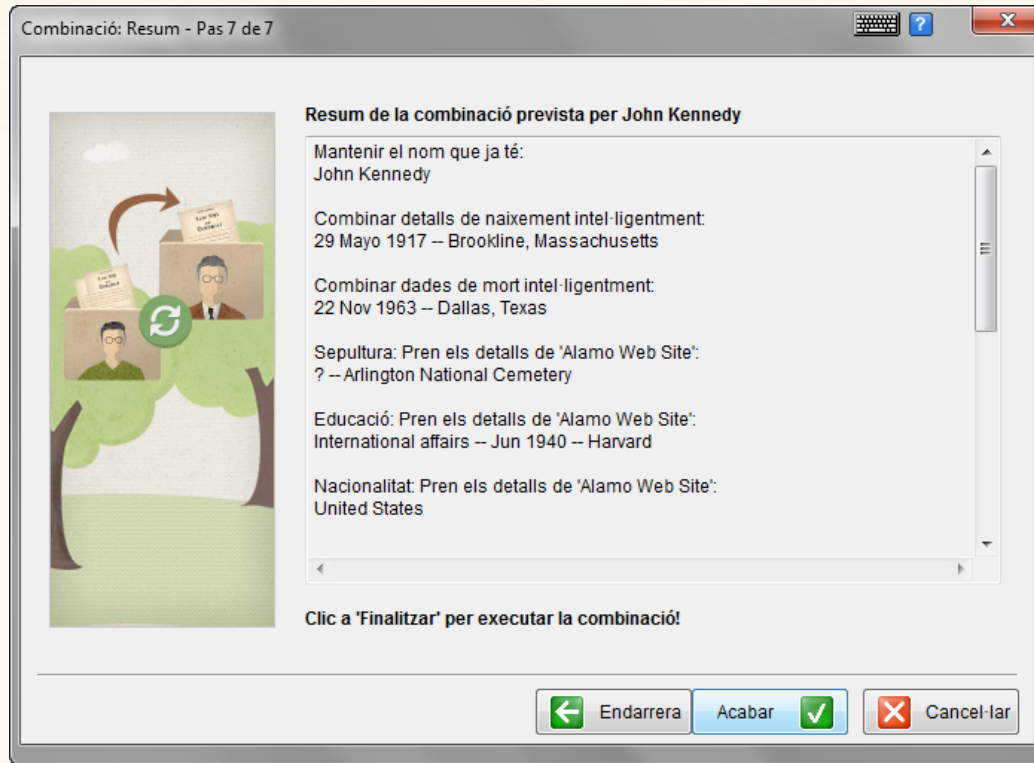 Combinació: Resum - Pas 7 de 7
?
Resum de la combinació prevista per John Kennedy
Mantenir el nom que ja té:
John Kennedy
Combinar detalls de naixement intel·ligentment:
29 Mayo 1917 -- Brookline, Massachusetts
Combinar dades de mort intel·ligentment:
22 Nov 1963 -- Dallas, Texas
Sepultura: Pren els detalls de 'Alamo Web Site':
? -- Arlington National Cemetery
Educació: Pren els detalls de 'Alamo Web Site':
International affairs -- Jun 1940 -- Harvard
Nacionalitat: Pren els detalls de 'Alamo Web Site':
United States
Clic a 'Finalitzar' per executar la combinació!
Endarrera
Acabar
Cancel·lar